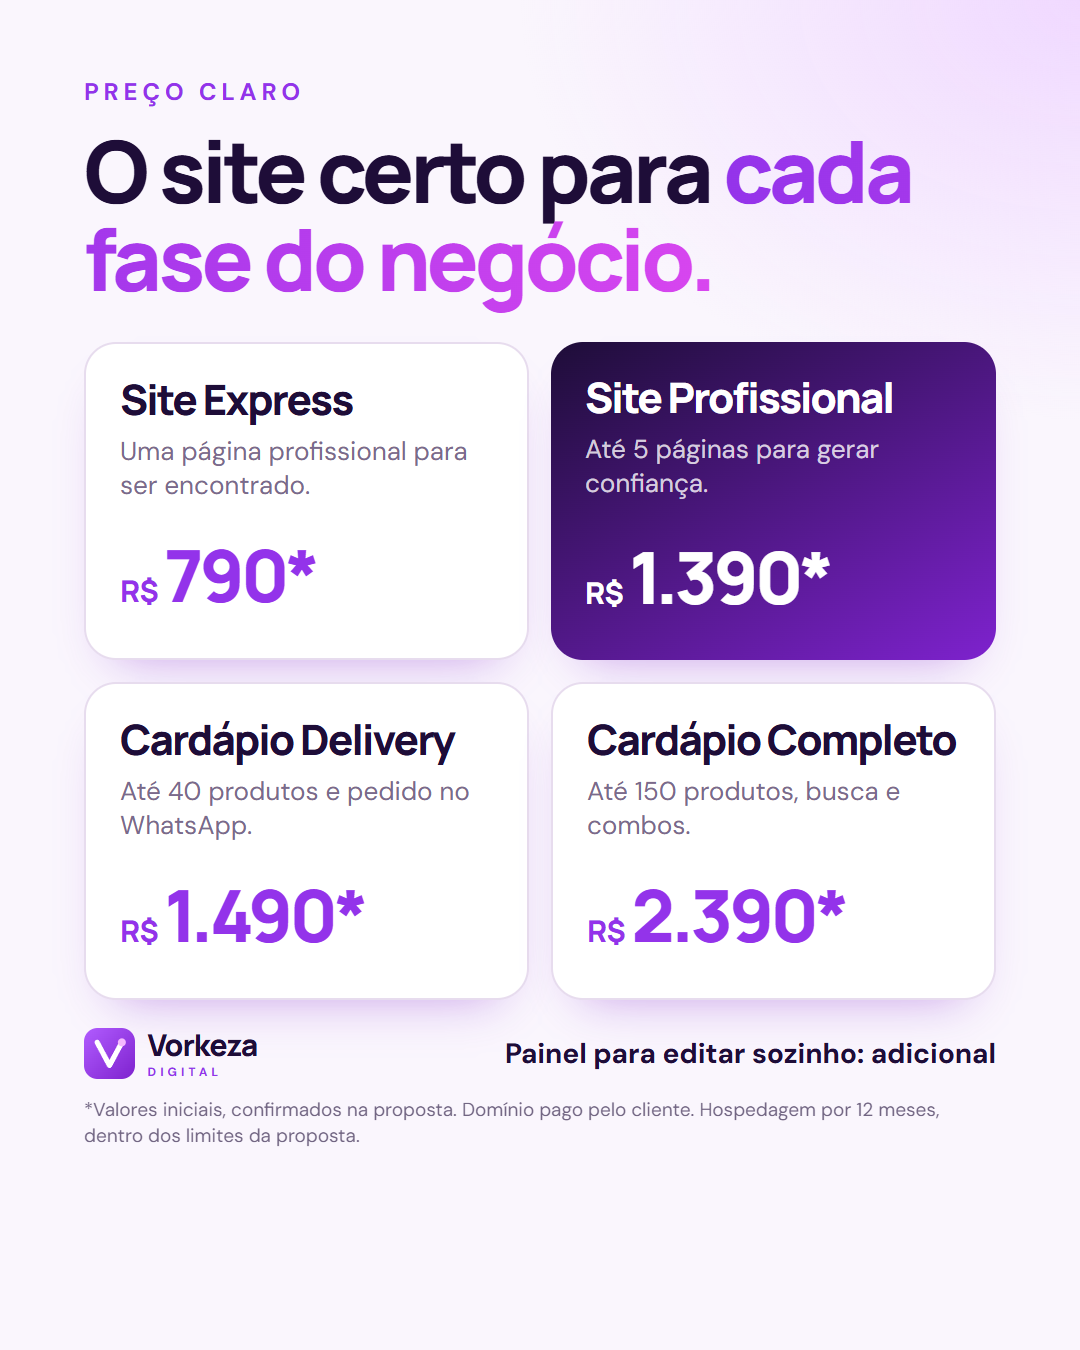 PREÇO CLARO
O site certo para cada
fase do negócio.
Site Express
Uma página profissional para
ser encontrado.
R$ 790*
Site Profissional
Até 5 páginas para gerar
confiança.
R$ 1.390*
Cardápio Delivery
Até 40 produtos e pedido no
WhatsApp.
R$ 1.490*
Cardápio Completo
Até 150 produtos, busca e
combos.
R$ 2.390*
Vorkeza
DIGITAL
Painel para editar sozinho: adicional
*Valores iniciais, confirmados na proposta. Domínio pago pelo cliente. Hospedagem por 12 meses,
dentro dos limites da proposta.